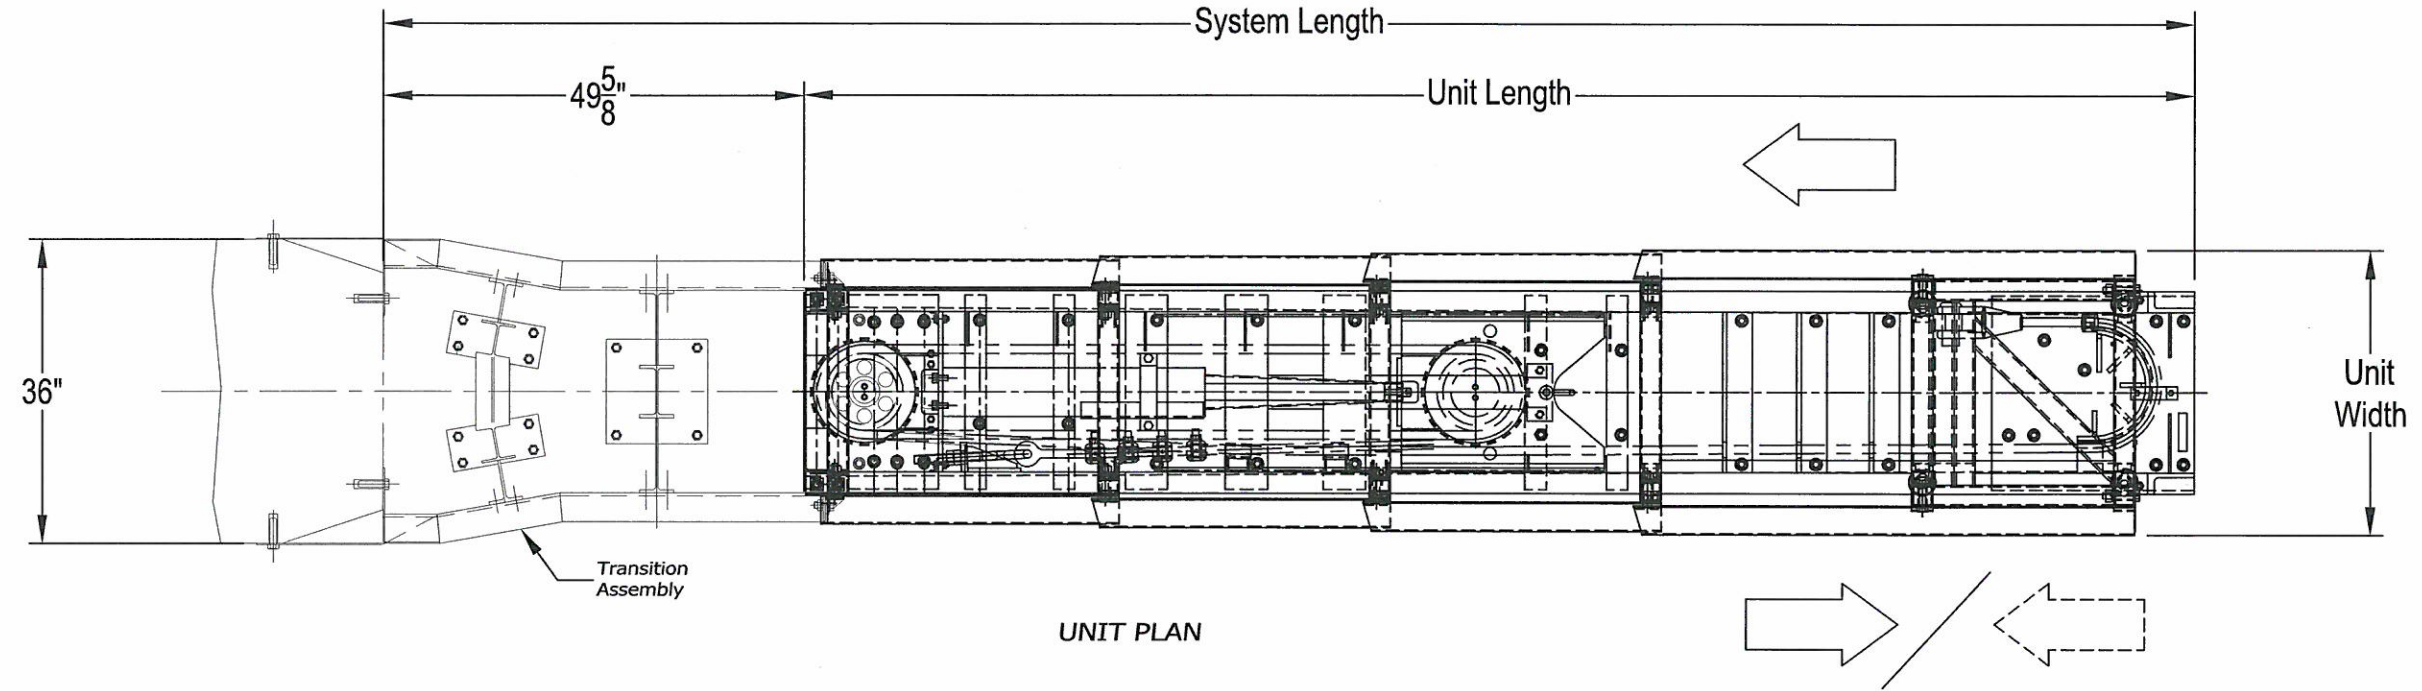 System Length
49 5/8"
Unit Length
36"
Unit
Width
Transition
Assembly
UNIT PLAN